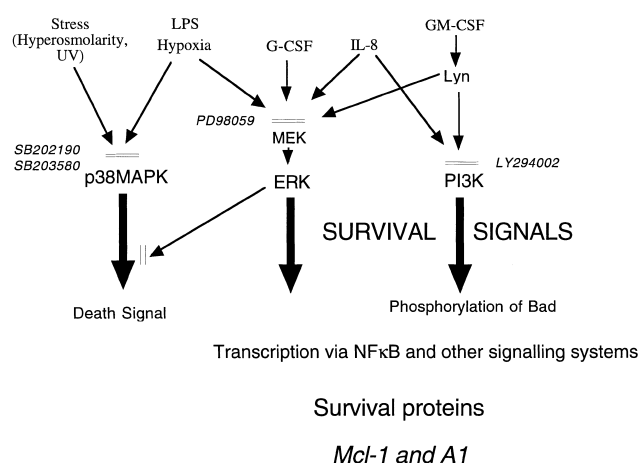 Stress
(Hyperosmolarity,
UV)
LPS
Hypoxia
G-CSF
IL-8
GM-CSF
Lyn
PD98059
MEK
SB202190
SB203580
p38MAPK
ERK
LY294002
PI3K
SURVIVAL SIGNALS
Death Signal
Phosphorylation of Bad
Transcription via NFκB and other signalling systems
Survival proteins
Mcl-1 and A1